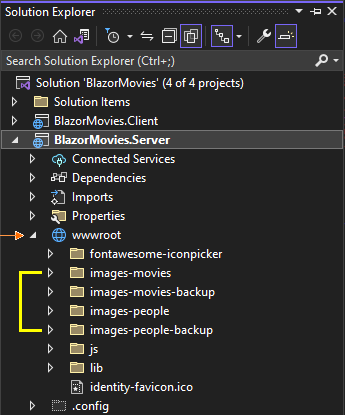 Solution Explorer
Search Solution Explorer (Ctrl+;)
Solution 'BlazorMovies' (4 of 4 projects)
Solution Items
BlazorMovies.Client
BlazorMovies.Server
Connected Services
Dependencies
Imports
Properties
wwwroot
fontawesome-iconpicker
images-movies
images-movies-backup
images-people
images-people-backup
js
lib
identity-favicon.ico
.config